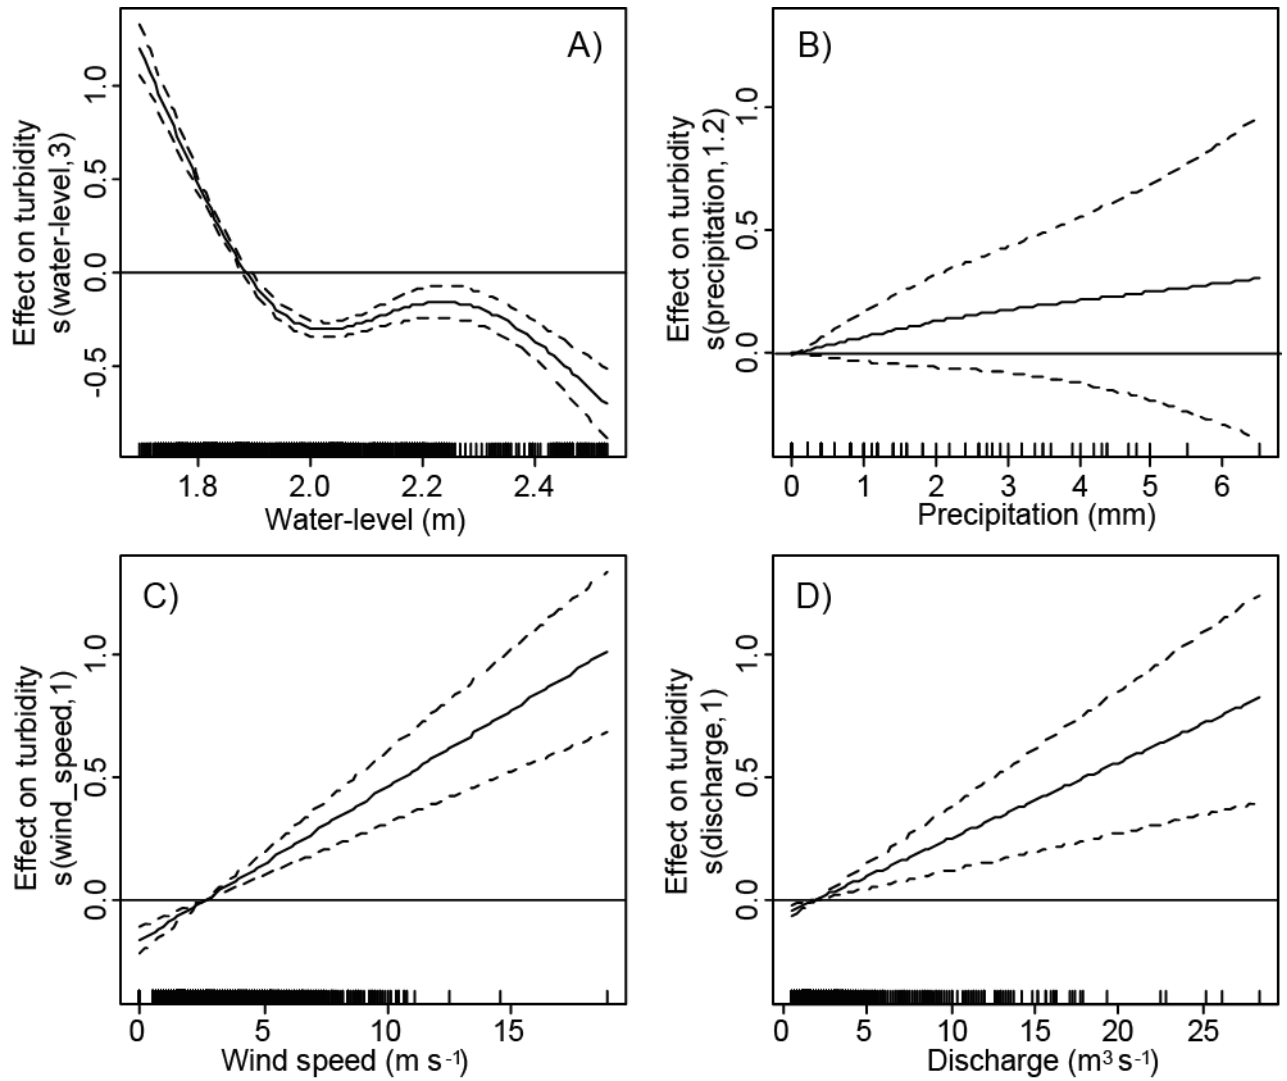 A)
Effect on turbidity
s(water-level,3)
1.0
0.5
0.0
-0.5
1.8 2.0 2.2 2.4
Water-level (m)
B)
Effect on turbidity
s(precipitation,1.2)
1.0
0.5
0.0
0 1 2 3 4 5 6
Precipitation (mm)
C)
Effect on turbidity
s(wind_speed,1)
1.0
0.5
0.0
0 5 10 15
Wind speed (m s-1)
D)
Effect on turbidity
s(discharge,1)
1.0
0.5
0.0
0 5 10 15 20 25
Discharge (m3 s-1)